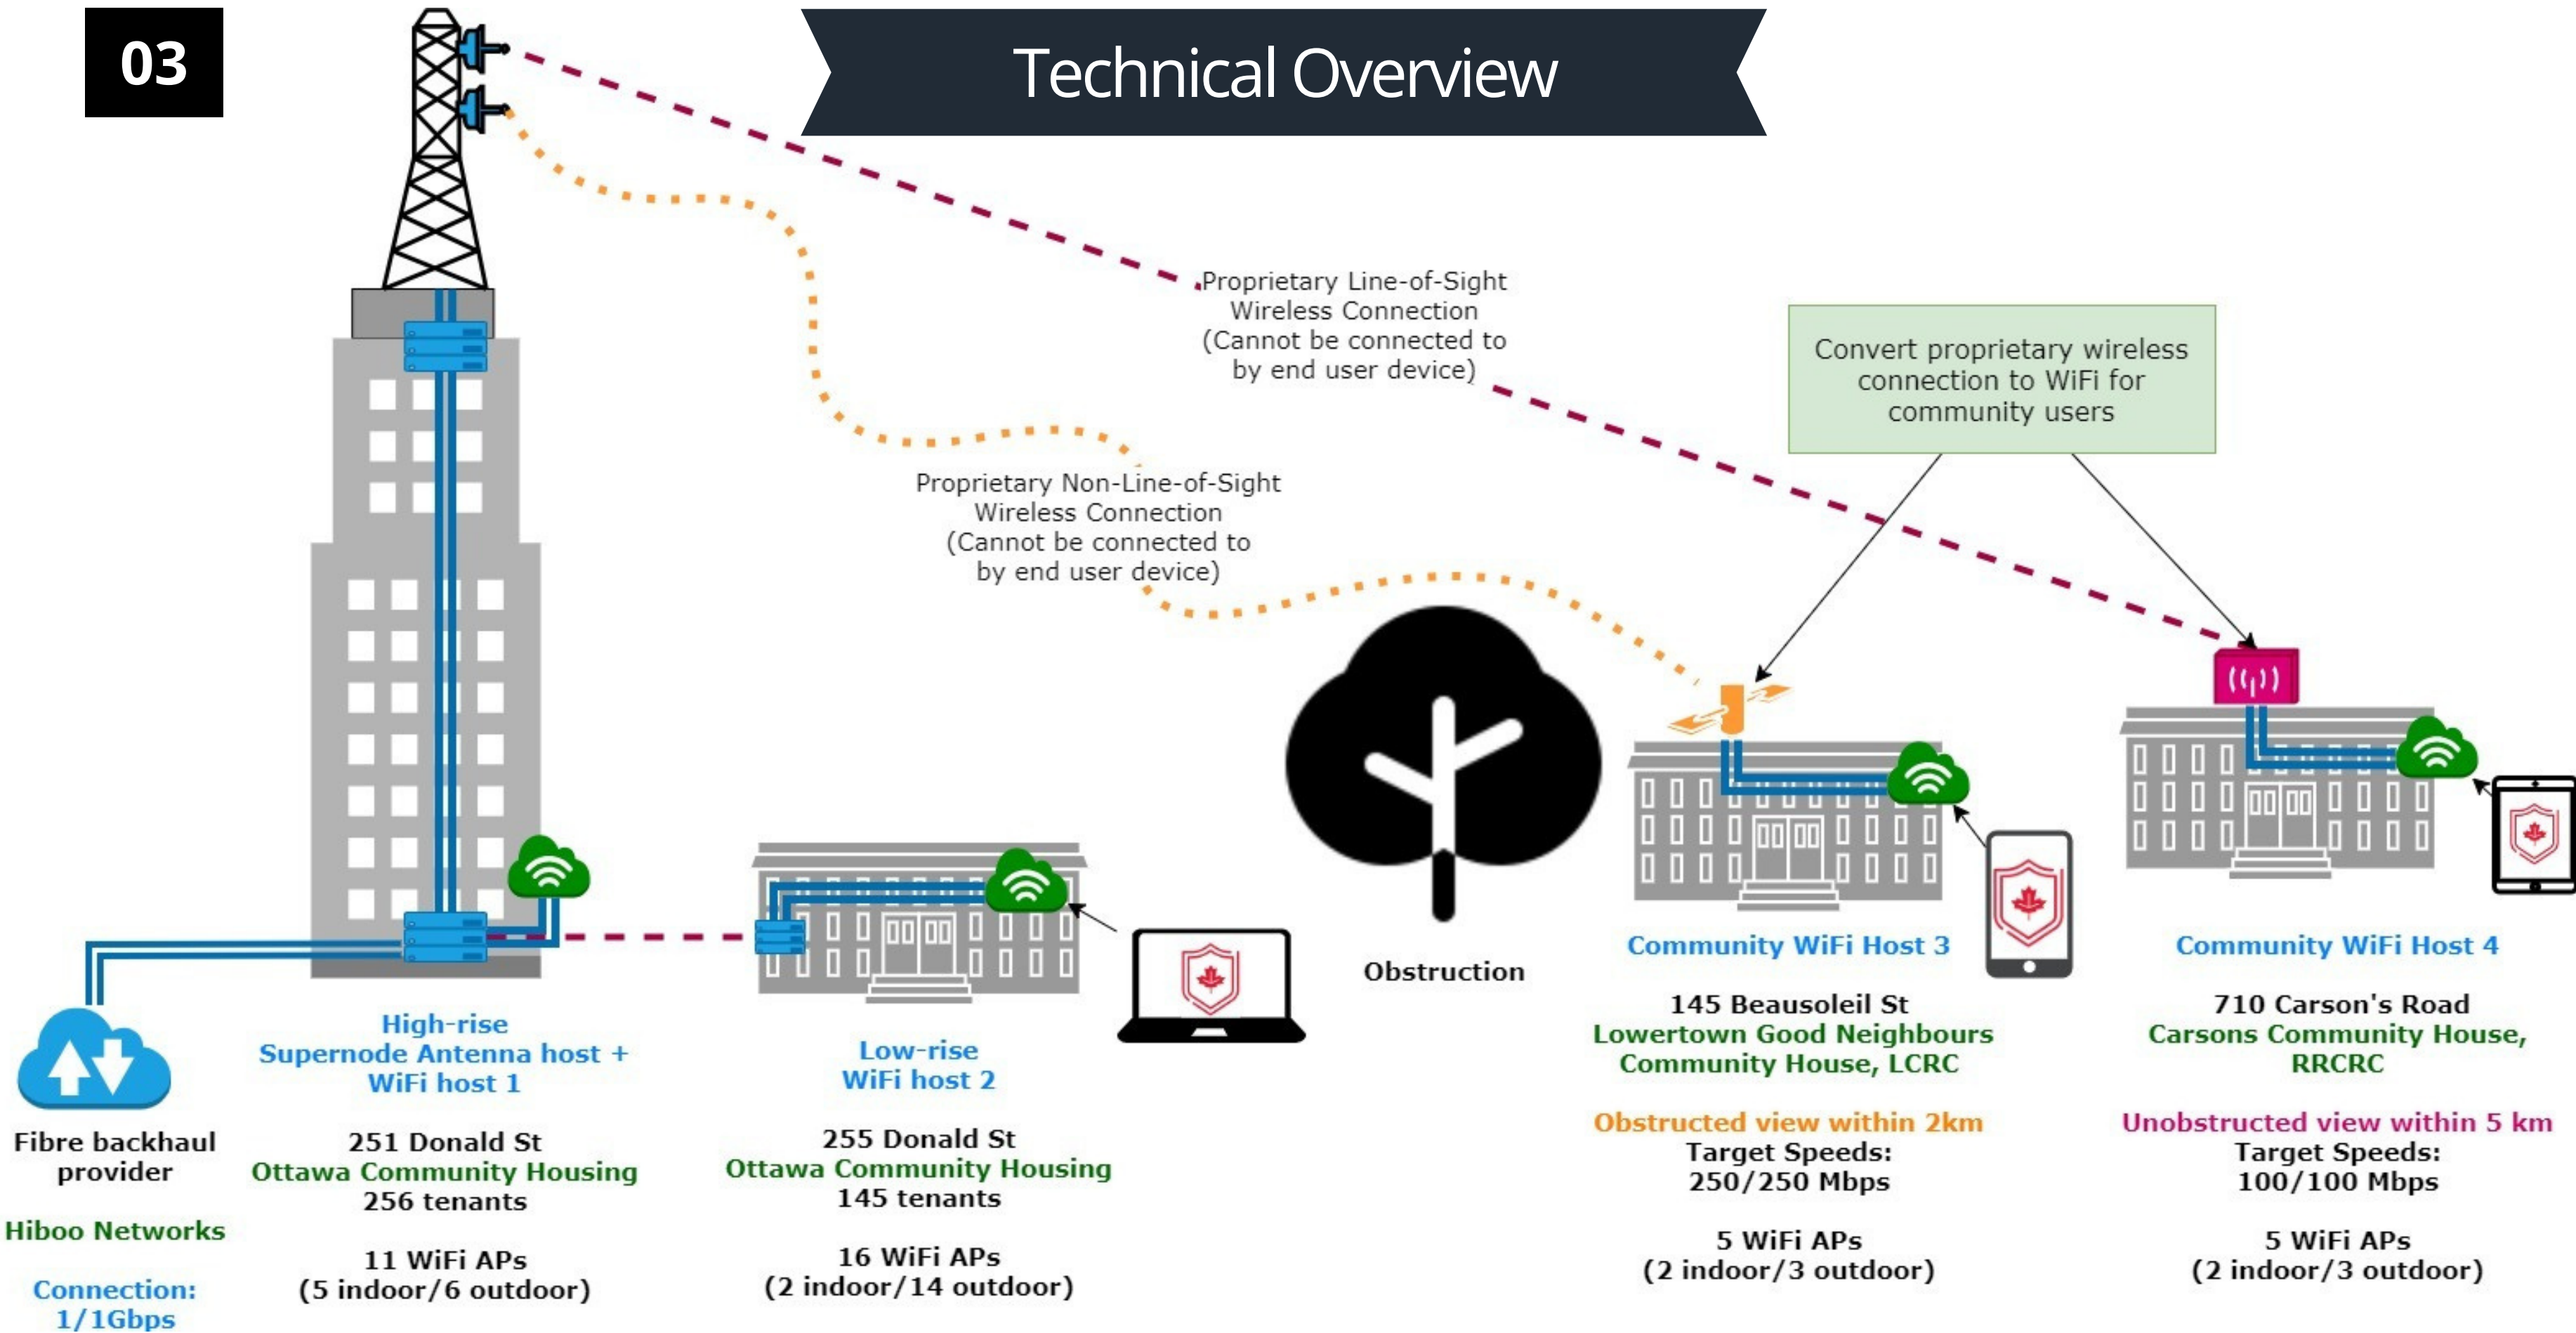 03
Technical Overview
Proprietary Line-of-Sight
Wireless Connection
(Cannot be connected to
by end user device)
Convert proprietary wireless
connection to WiFi for
community users
Proprietary Non-Line-of-Sight
Wireless Connection
(Cannot be connected to
by end user device)
Obstruction
Fibre backhaul
provider
Hiboo Networks
Connection:
1/1Gbps
High-rise
Supernode Antenna host +
WiFi host 1
251 Donald St
Ottawa Community Housing
256 tenants
11 WiFi APs
(5 indoor/6 outdoor)
Low-rise
WiFi host 2
255 Donald St
Ottawa Community Housing
145 tenants
16 WiFi APs
(2 indoor/14 outdoor)
Community WiFi Host 3
145 Beausoleil St
Lowertown Good Neighbours
Community House, LCRC
Obstructed view within 2km
Target Speeds:
250/250 Mbps
5 WiFi APs
(2 indoor/3 outdoor)
Community WiFi Host 4
710 Carson's Road
Carsons Community House,
RRCRC
Unobstructed view within 5 km
Target Speeds:
100/100 Mbps
5 WiFi APs
(2 indoor/3 outdoor)